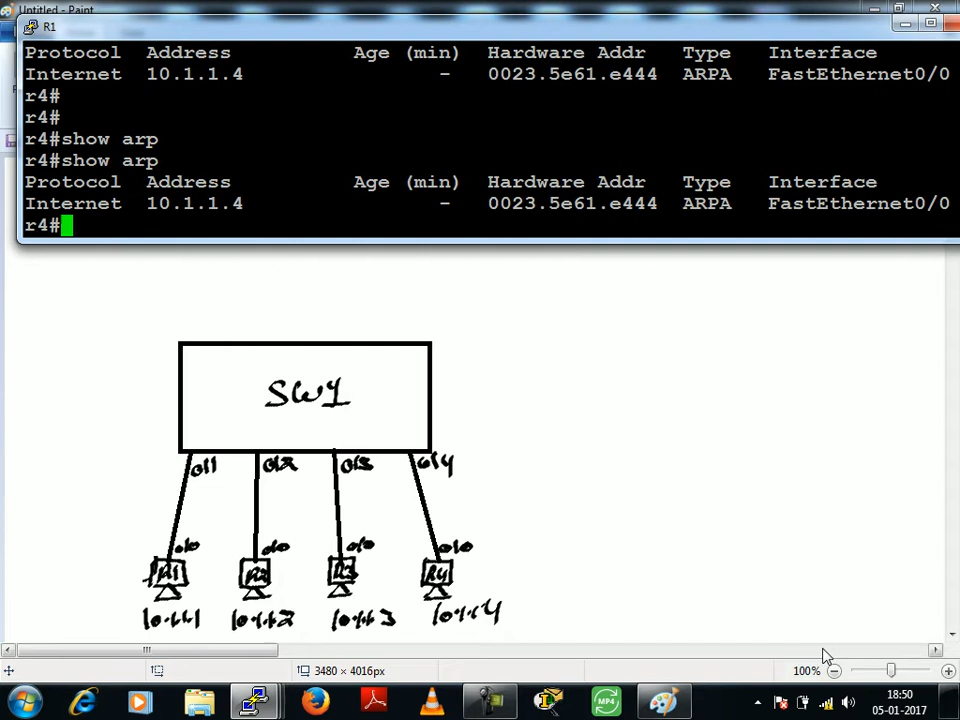 Untitled - Paint
R1
Protocol Address Age (min) Hardware Addr Type Interface
Internet 10.1.1.4 - 0023.5e61.e444 ARPA FastEthernet0/0
r4#
r4#
r4#show arp
r4#show arp
Protocol Address Age (min) Hardware Addr Type Interface
Internet 10.1.1.4 - 0023.5e61.e444 ARPA FastEthernet0/0
r4#
SW1
0/1 0/2 0/3 0/4
0/0 0/0 0/0 0/0
R1 R2 R3 R4
10.1.1.1 10.1.1.2 10.1.1.3 10.1.1.4
3480 × 4016px
100%
MP4
18:50
05-01-2017